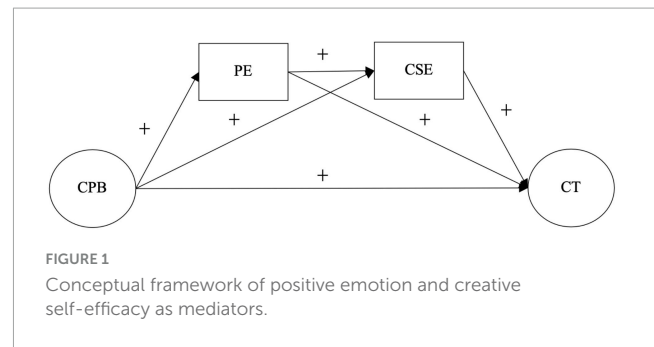 +
PE
CSE
+
+
+
+
CPB
+
CT
FIGURE 1
Conceptual framework of positive emotion and creative
self-efficacy as mediators.